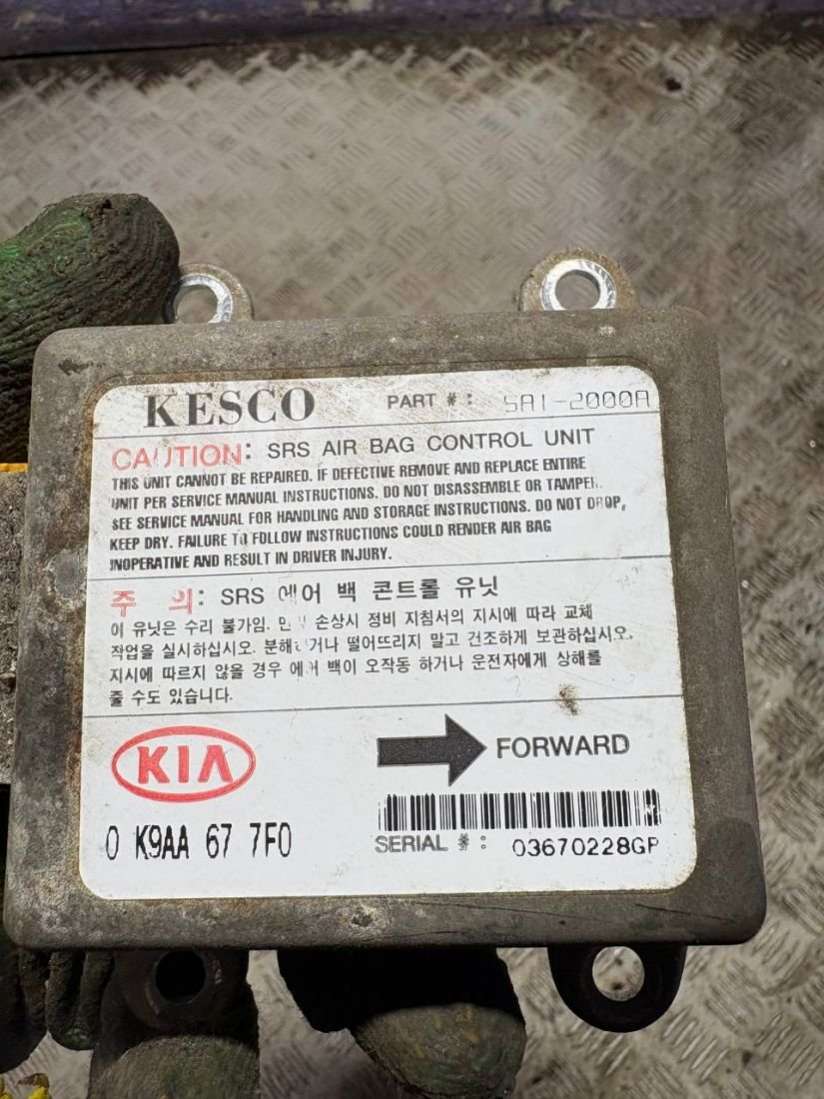 KESCO PART #: SA1-2000A
CAUTION: SRS AIR BAG CONTROL UNIT
THIS UNIT CANNOT BE REPAIRED. IF DEFECTIVE REMOVE AND REPLACE ENTIRE
UNIT PER SERVICE MANUAL INSTRUCTIONS. DO NOT DISASSEMBLE OR TAMPER.
SEE SERVICE MANUAL FOR HANDLING AND STORAGE INSTRUCTIONS. DO NOT DROP,
KEEP DRY. FAILURE TO FOLLOW INSTRUCTIONS COULD RENDER AIR BAG
INOPERATIVE AND RESULT IN DRIVER INJURY.
주 의: SRS 에어 백 콘트롤 유닛
이 유닛은 수리 불가임. 만일 손상시 정비 지침서의 지시에 따라 교체
작업을 실시하십시오. 분해하거나 떨어뜨리지 말고 건조하게 보관하십시오.
지시에 따르지 않을 경우 에어 백이 오작동 하거나 운전자에게 상해를
줄 수도 있습니다.
KIA FORWARD
0 K9AA 67 7F0
SERIAL #: 03670228GP